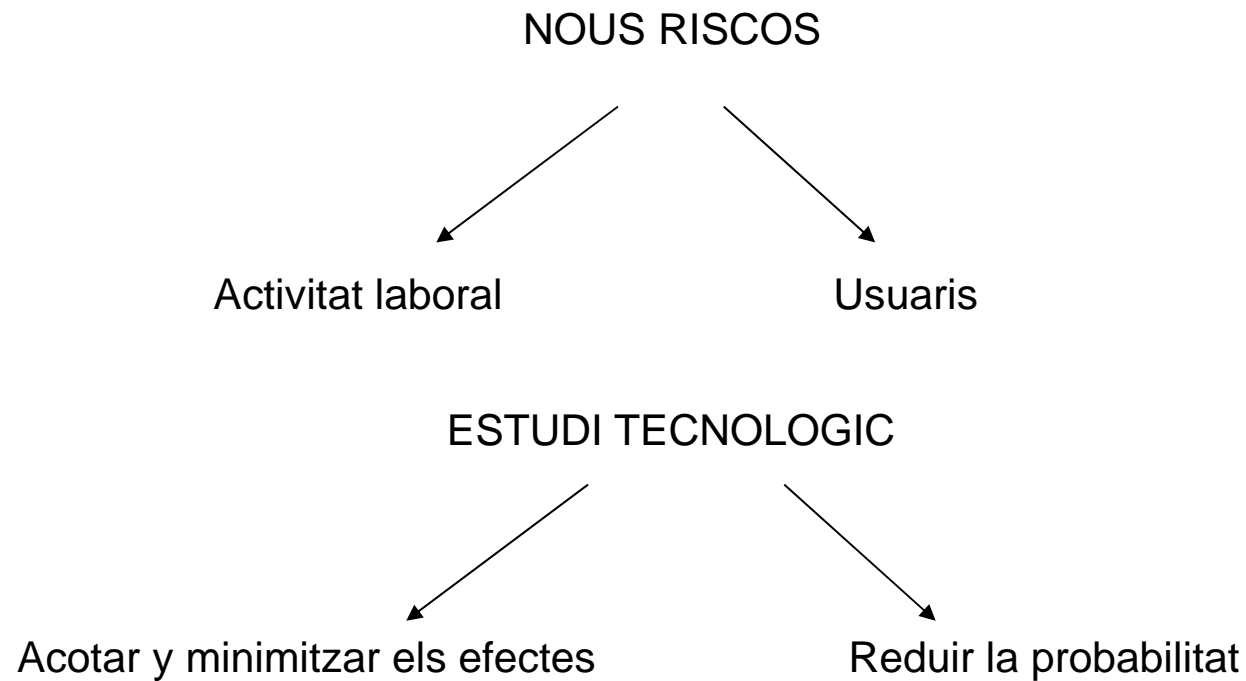 NOUS RISCOS
Activitat laboral
Usuaris
ESTUDI TECNOLOGIC
Acotar y minimitzar els efectes
Reduir la probabilitat